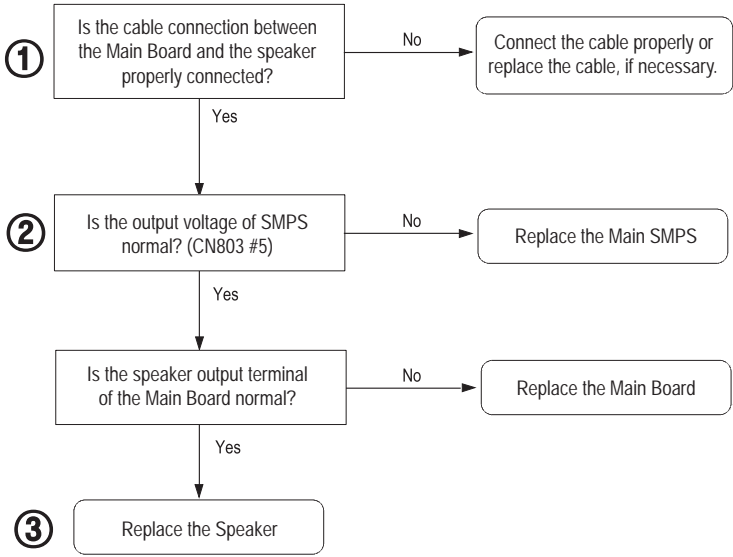 ①
Is the cable connection between
the Main Board and the speaker
properly connected?
No
Connect the cable properly or
replace the cable, if necessary.
Yes
②
Is the output voltage of SMPS
normal? (CN803 #5)
No
Replace the Main SMPS
Yes
Is the speaker output terminal
of the Main Board normal?
No
Replace the Main Board
Yes
③
Replace the Speaker